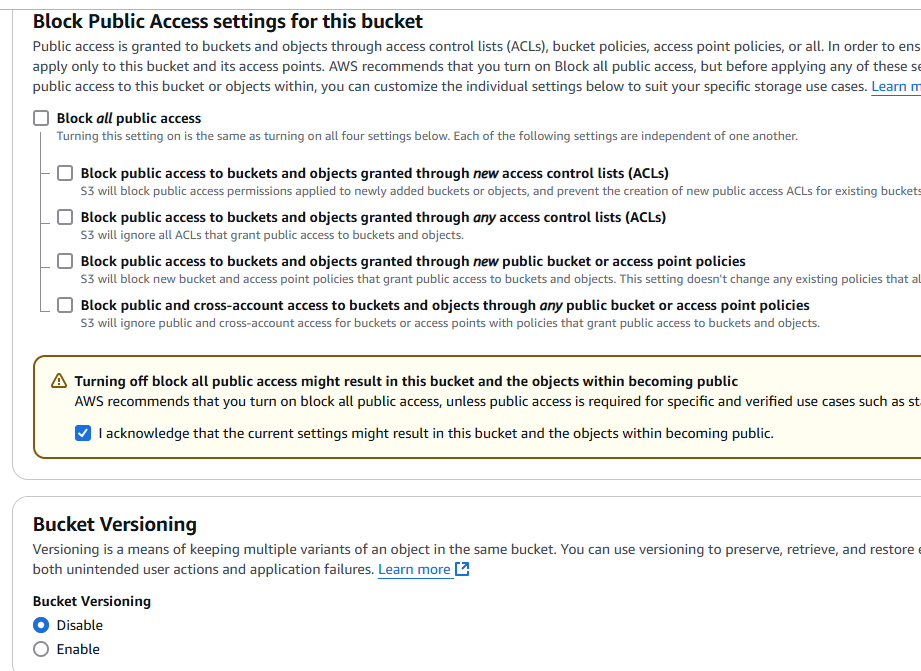 Block Public Access settings for this bucket
Public access is granted to buckets and objects through access control lists (ACLs), bucket policies, access point policies, or all. In order to ens
apply only to this bucket and its access points. AWS recommends that you turn on Block all public access, but before applying any of these se
public access to this bucket or objects within, you can customize the individual settings below to suit your specific storage use cases. Learn m
Block all public access
Turning this setting on is the same as turning on all four settings below. Each of the following settings are independent of one another.
Block public access to buckets and objects granted through new access control lists (ACLs)
S3 will block public access permissions applied to newly added buckets or objects, and prevent the creation of new public access ACLs for existing buckets
Block public access to buckets and objects granted through any access control lists (ACLs)
S3 will ignore all ACLs that grant public access to buckets and objects.
Block public access to buckets and objects granted through new public bucket or access point policies
S3 will block new bucket and access point policies that grant public access to buckets and objects. This setting doesn't change any existing policies that al
Block public and cross-account access to buckets and objects through any public bucket or access point policies
S3 will ignore public and cross-account access for buckets or access points with policies that grant public access to buckets and objects.
Turning off block all public access might result in this bucket and the objects within becoming public
AWS recommends that you turn on block all public access, unless public access is required for specific and verified use cases such as sta
I acknowledge that the current settings might result in this bucket and the objects within becoming public.
Bucket Versioning
Versioning is a means of keeping multiple variants of an object in the same bucket. You can use versioning to preserve, retrieve, and restore e
both unintended user actions and application failures. Learn more
Bucket Versioning
Disable
Enable